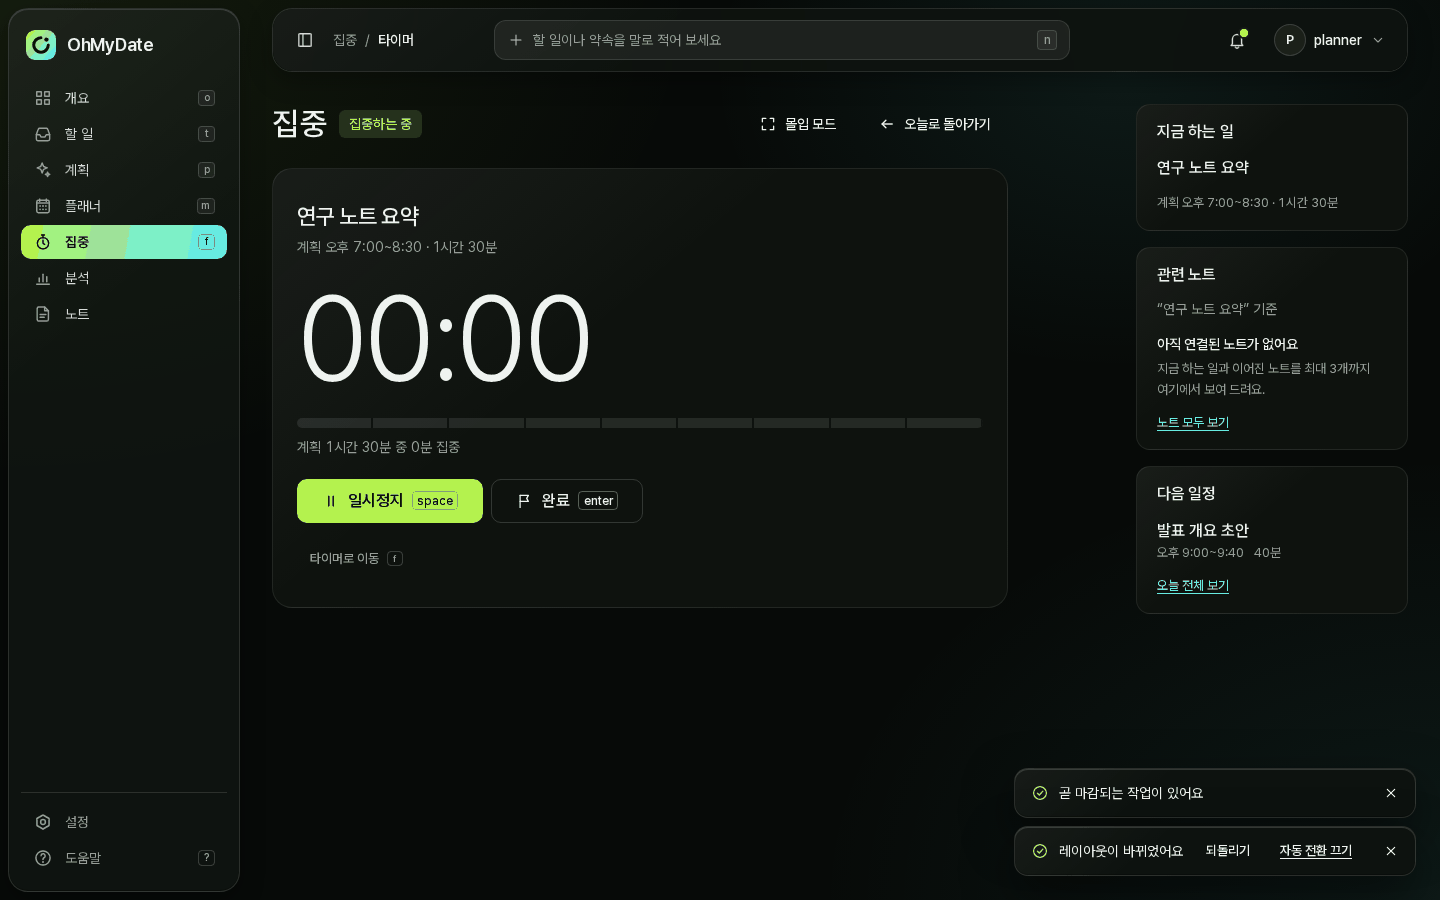 OhMyDate
개요 o
할 일 t
계획 p
플래너 m
집중 f
분석
노트
설정
도움말 ?
집중 / 타이머
할 일이나 약속을 말로 적어 보세요 n
P planner
집중 집중하는 중
몰입 모드
오늘로 돌아가기
연구 노트 요약
계획 오후 7:00~8:30 · 1시간 30분
00:00
계획 1시간 30분 중 0분 집중
일시정지 space
완료 enter
타이머로 이동 f
지금 하는 일
연구 노트 요약
계획 오후 7:00~8:30 · 1시간 30분
관련 노트
“연구 노트 요약” 기준
아직 연결된 노트가 없어요
지금 하는 일과 이어진 노트를 최대 3개까지
여기에서 보여 드려요.
노트 모두 보기
다음 일정
발표 개요 초안
오후 9:00~9:40 40분
오늘 전체 보기
곧 마감되는 작업이 있어요
레이아웃이 바뀌었어요 되돌리기 자동 전환 끄기